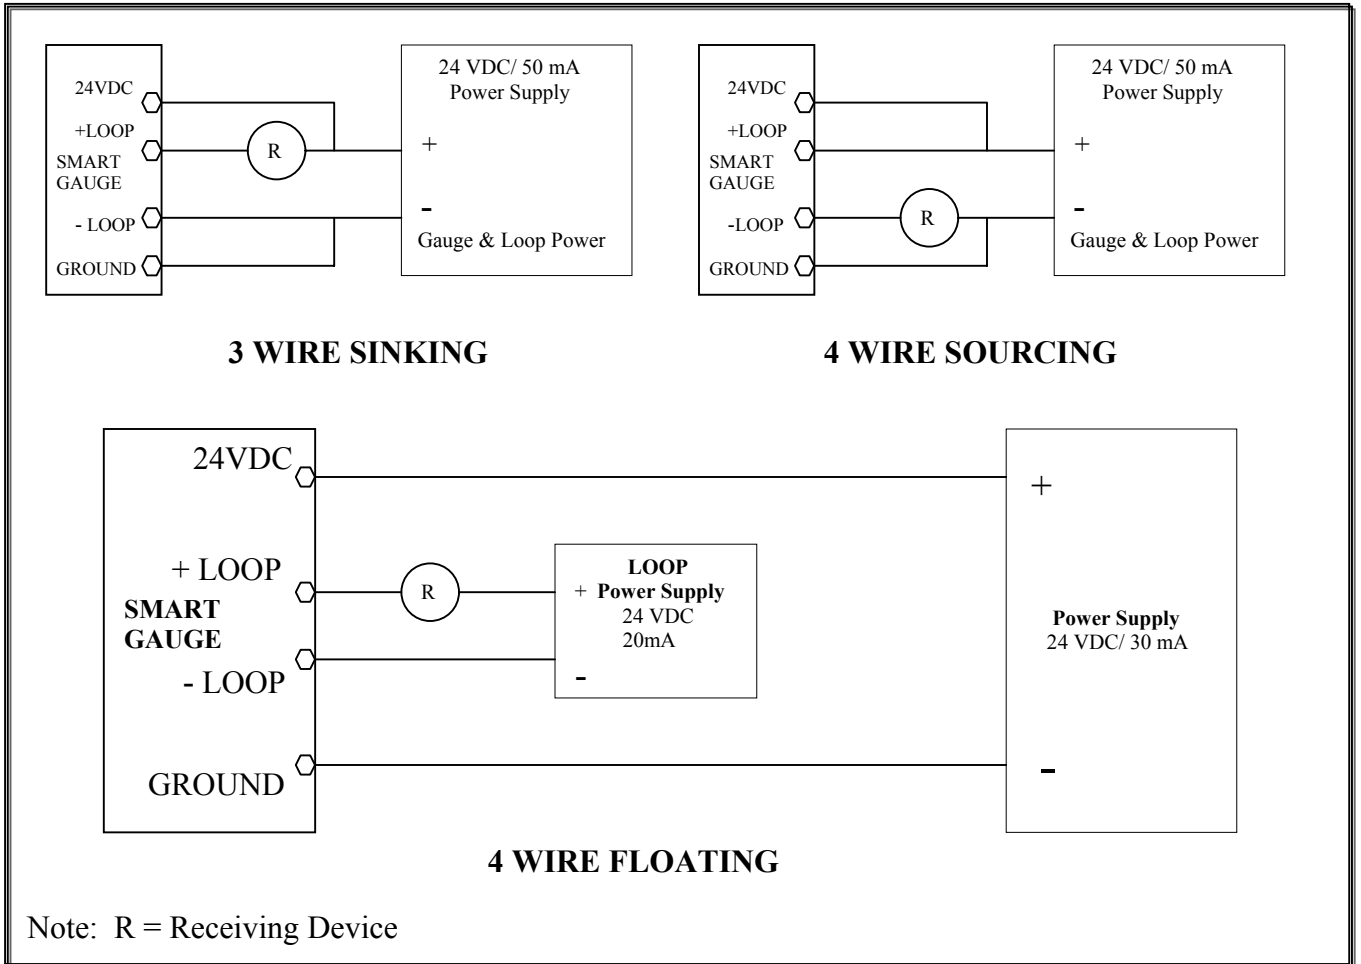 24VDC
+LOOP
SMART
GAUGE
- LOOP
GROUND
R
24 VDC/ 50 mA
Power Supply
+
-
Gauge & Loop Power
3 WIRE SINKING
24VDC
+LOOP
SMART
GAUGE
-LOOP
GROUND
R
24 VDC/ 50 mA
Power Supply
+
-
Gauge & Loop Power
4 WIRE SOURCING
24VDC
+ LOOP
SMART
GAUGE
- LOOP
GROUND
R
LOOP
+ Power Supply
24 VDC
20mA
-
+
Power Supply
24 VDC/ 30 mA
-
4 WIRE FLOATING
Note: R = Receiving Device